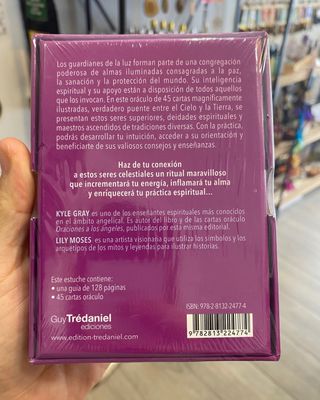 Los guardianes de la luz forman parte de una congregación
poderosa de almas iluminadas consagradas a la paz,
la sanación y la protección del mundo. Su inteligencia
espiritual y su apoyo están a disposición de todos aquellos
que los invocan. En este oráculo de 45 cartas magníficamente
ilustradas, verdadero puente entre el Cielo y la Tierra, se
presentan estos seres superiores, deidades espirituales y
maestros ascendidos de tradiciones diversas. Con la práctica,
podrás desarrollar tu intuición, acceder a su orientación y
beneficiarte de sus valiosos consejos y enseñanzas.
Haz de tu conexión
a estos seres celestiales un ritual maravilloso
que incrementará tu energía, inflamará tu alma
y enriquecerá tu práctica espiritual...
KYLE GRAY es uno de los enseñantes espirituales más conocidos
en el ámbito angelical. Es autor del libro y de las cartas oráculo
Oraciones a los ángeles, publicados por esta misma editorial.
LILY MOSES es una artista visionaria que utiliza los símbolos y los
arquetipos de los mitos y leyendas para ilustrar historias.
Este estuche contiene:
• una guía de 128 páginas
• 45 cartas oráculo
ISBN: 978-2-8132-2477-4
Guy Trédaniel
ediciones
www.edition-tredaniel.com
9 782813 224774